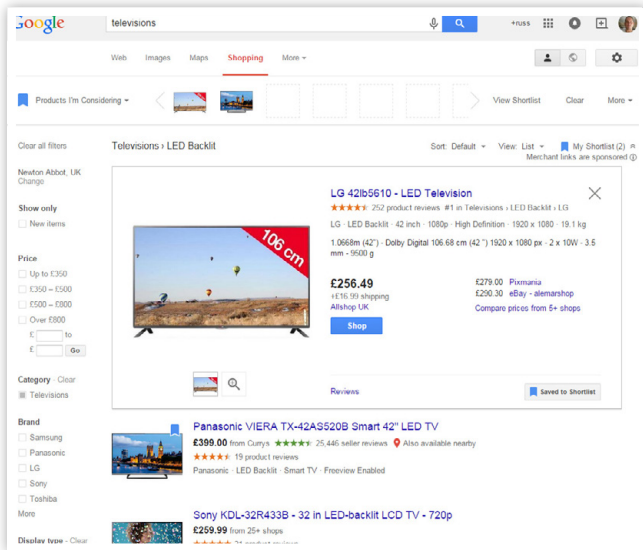 Google
televisions
+russ
Web Images Maps Shopping More
Products I'm Considering
View Shortlist Clear More
Clear all filters
Televisions › LED Backlit
Sort: Default View: List My Shortlist (2)
Merchant links are sponsored
Newton Abbot, UK
Change
Show only
New items
Price
Up to £350
£350 – £500
£500 – £800
Over £800
£ to
£ Go
Category - Clear
Televisions
Brand
Samsung
Panasonic
LG
Sony
Toshiba
More
Display type - Clear
106 cm
LG 42lb5610 - LED Television
252 product reviews #1 in Televisions › LED Backlit › LG
LG · LED Backlit · 42 inch · 1080p · High Definition · 1920 x 1080 · 19.1 kg
1.0668m (42") · Dolby Digital 106.68 cm (42 ") 1920 x 1080 px · 2 x 10W · 3.5
mm - 9500 g
£256.49
+£16.99 shipping
Allshop UK
Shop
£279.00 Pixmania
£290.30 eBay - alemarshop
Compare prices from 5+ shops
Reviews
Saved to Shortlist
Panasonic VIERA TX-42AS520B Smart 42" LED TV
£399.00 from Currys 25,446 seller reviews Also available nearby
19 product reviews
Panasonic · LED Backlit · Smart TV · Freeview Enabled
Sony KDL-32R433B - 32 in LED-backlit LCD TV - 720p
£259.99 from 25+ shops
product reviews